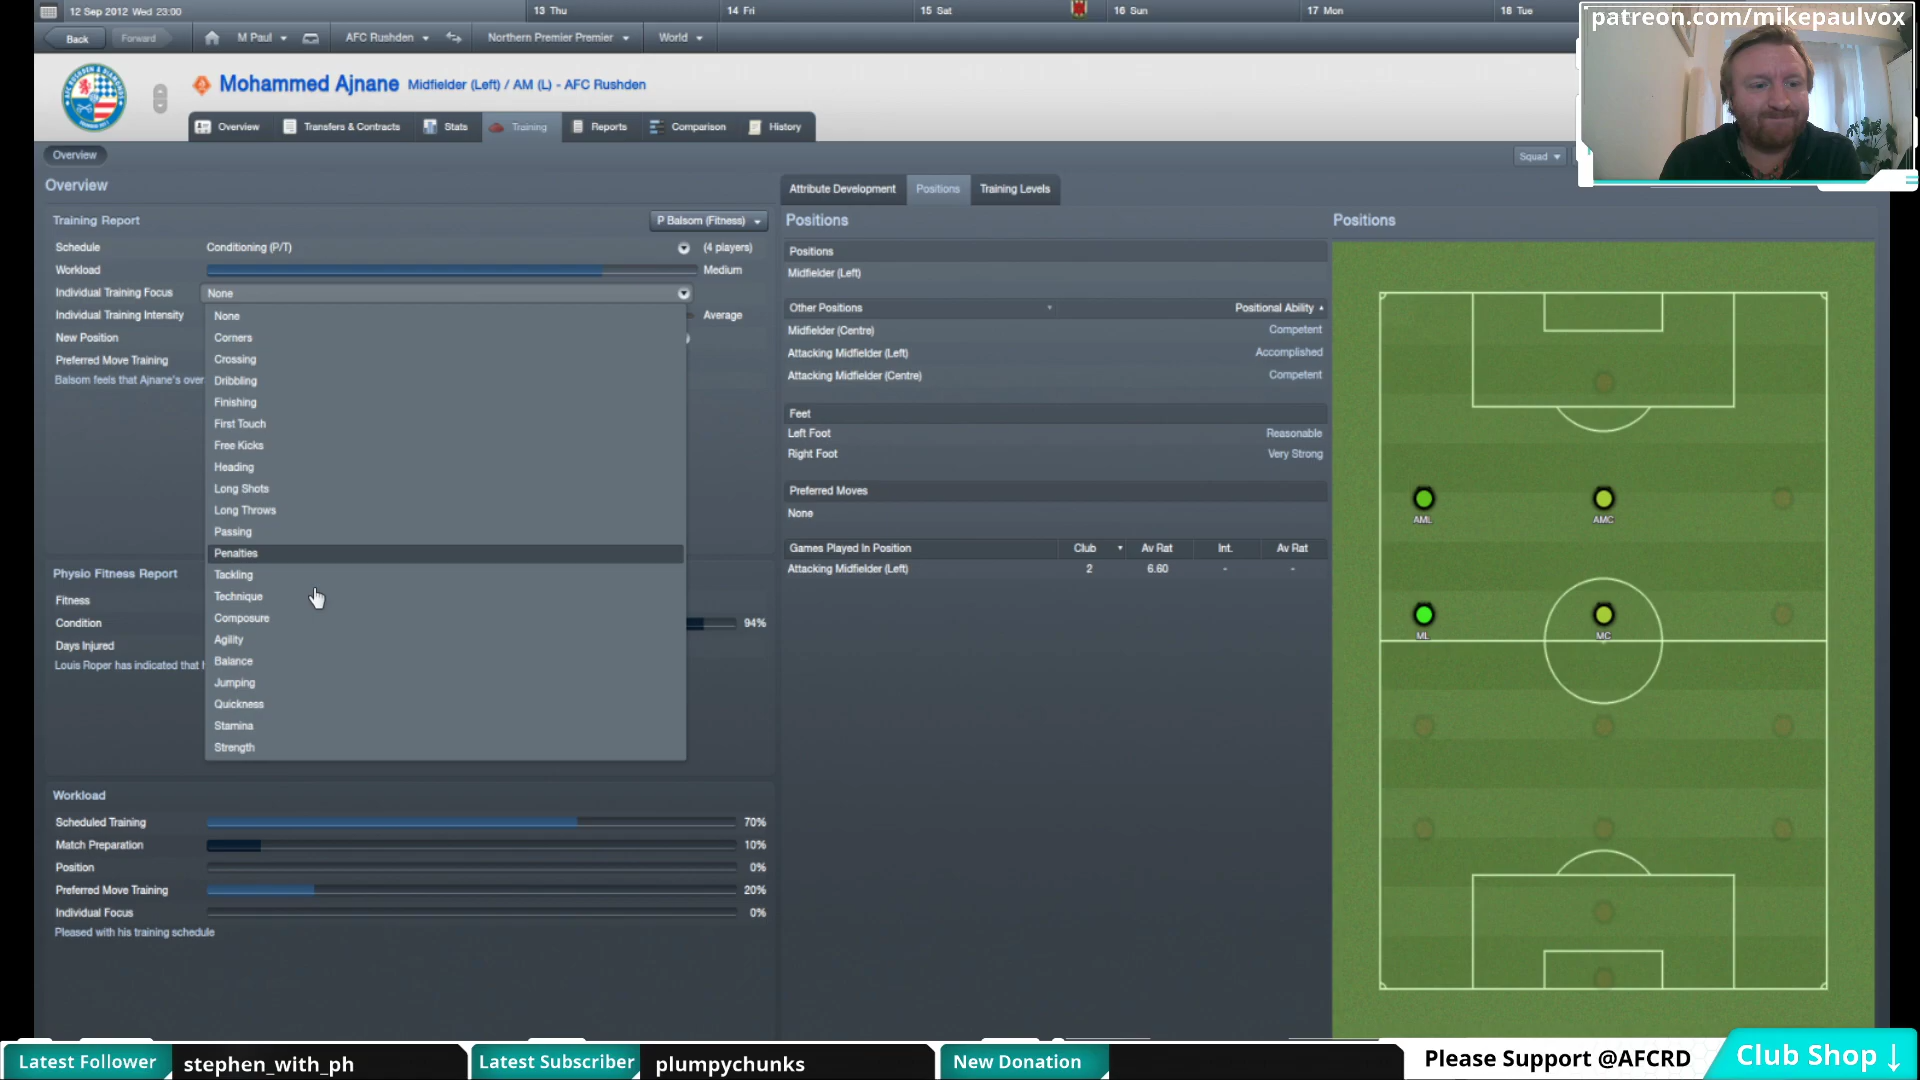 12 Sep 2012 Wed 23:00
13 Thu
14 Fri
15 Sat
16 Sun
17 Mon
18 Tue
patreon.com/mikepaulvox
Back
Forward
M Paul
AFC Rushden
Northern Premier Premier
World
Mohammed Ajnane
Midfielder (Left) / AM (L) - AFC Rushden
Overview
Transfers & Contracts
Stats
Training
Reports
Comparison
History
Overview
Squad
Overview
Training Report
P Balsom (Fitness)
Schedule
Conditioning (P/T)
(4 players)
Workload
Medium
Individual Training Focus
None
Individual Training Intensity
Average
New Position
Preferred Move Training
Balsom feels that Ajnane's over
None
Corners
Crossing
Dribbling
Finishing
First Touch
Free Kicks
Heading
Long Shots
Long Throws
Passing
Penalties
Tackling
Technique
Composure
Agility
Balance
Jumping
Quickness
Stamina
Strength
Physio Fitness Report
Fitness
Condition
94%
Days Injured
Louis Roper has indicated that
Workload
Scheduled Training
70%
Match Preparation
10%
Position
0%
Preferred Move Training
20%
Individual Focus
0%
Pleased with his training schedule
Attribute Development
Positions
Training Levels
Positions
Positions
Midfielder (Left)
Other Positions
Positional Ability
Midfielder (Centre)
Competent
Attacking Midfielder (Left)
Accomplished
Attacking Midfielder (Centre)
Competent
Feet
Left Foot
Reasonable
Right Foot
Very Strong
Preferred Moves
None
Games Played In Position
Club
Av Rat
Int.
Av Rat
Attacking Midfielder (Left)
2
6.60
-
-
Positions
AML
AMC
ML
MC
Latest Follower
stephen_with_ph
Latest Subscriber
plumpychunks
New Donation
Please Support @AFCRD
Club Shop ↓